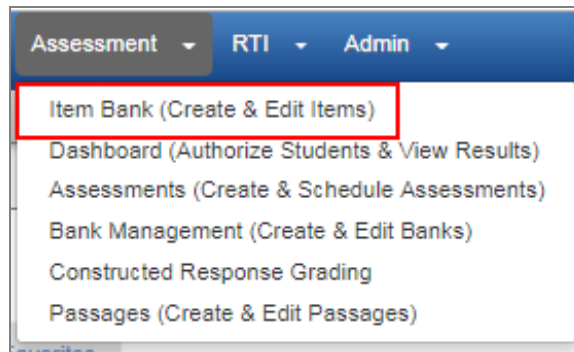 Assessment RTI Admin
Item Bank (Create & Edit Items)
Dashboard (Authorize Students & View Results)
Assessments (Create & Schedule Assessments)
Bank Management (Create & Edit Banks)
Constructed Response Grading
Passages (Create & Edit Passages)